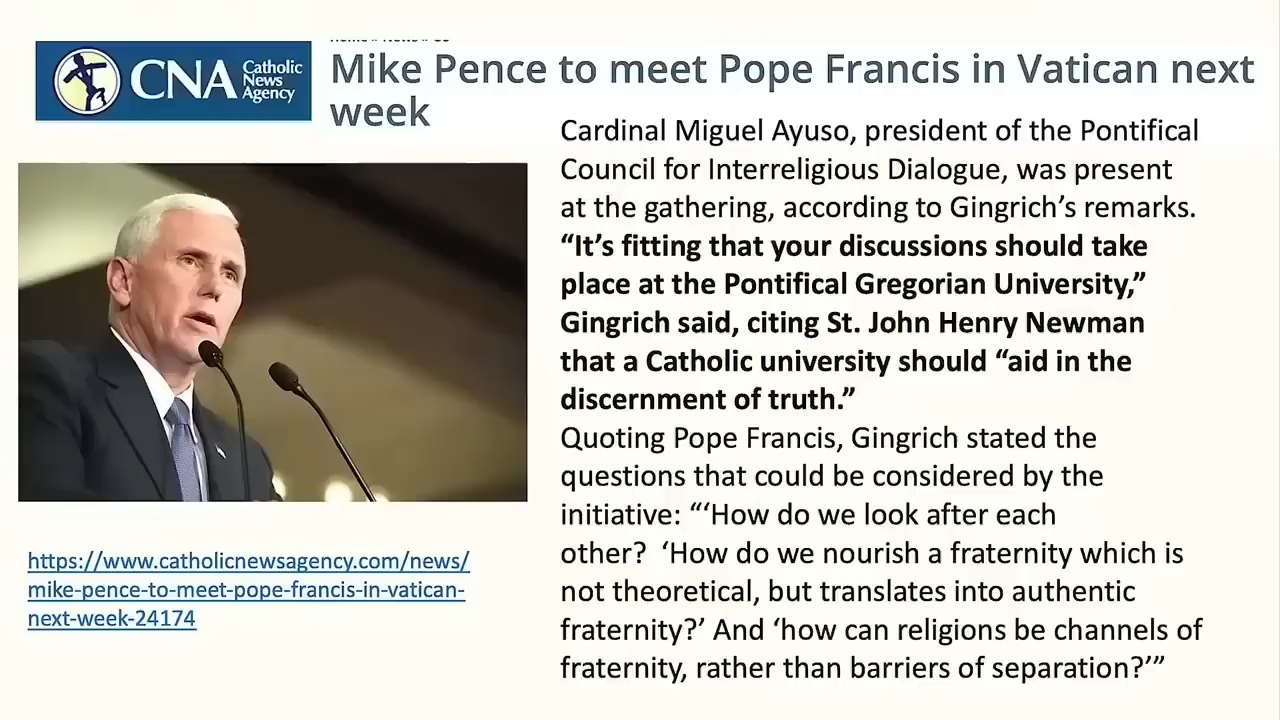 Home » News » US
CNA Catholic
News
Agency
Mike Pence to meet Pope Francis in Vatican next
week
Cardinal Miguel Ayuso, president of the Pontifical
Council for Interreligious Dialogue, was present
at the gathering, according to Gingrich’s remarks.
“It’s fitting that your discussions should take
place at the Pontifical Gregorian University,”
Gingrich said, citing St. John Henry Newman
that a Catholic university should “aid in the
discernment of truth.”
Quoting Pope Francis, Gingrich stated the
questions that could be considered by the
initiative: “‘How do we look after each
other?  ‘How do we nourish a fraternity which is
not theoretical, but translates into authentic
fraternity?’ And ‘how can religions be channels of
fraternity, rather than barriers of separation?’”
https://www.catholicnewsagency.com/news/
mike-pence-to-meet-pope-francis-in-vatican-
next-week-24174